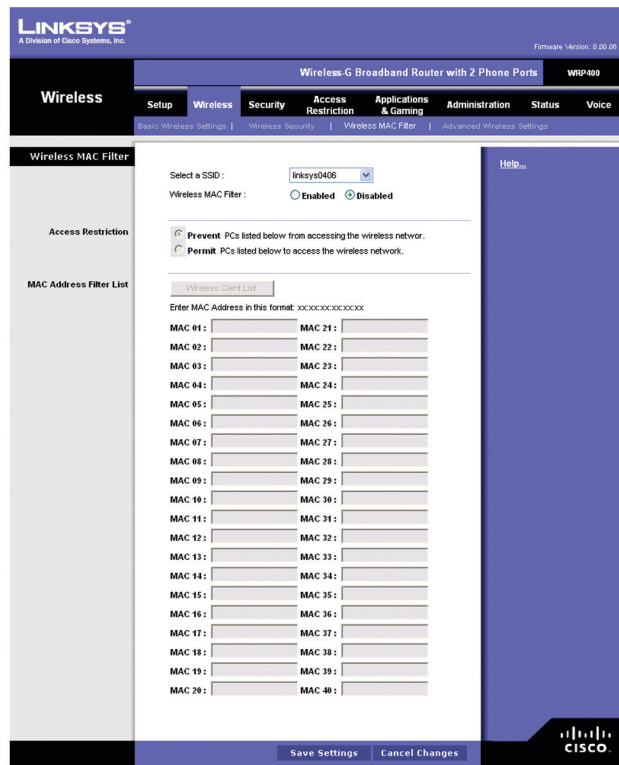 LINKSYS®
A Division of Cisco Systems, Inc.
Firmware Version: 0.00.06
Wireless-G Broadband Router with 2 Phone Ports WRP400
Wireless
Setup Wireless Security Access Restriction Applications & Gaming Administration Status Voice
Basic Wireless Settings | Wireless Security | Wireless MAC Filter | Advanced Wireless Settings
Wireless MAC Filter
Help...
Select a SSID : linksys0406
Wireless MAC Filter : Enabled Disabled
Access Restriction
Prevent PCs listed below from accessing the wireless networ.
Permit PCs listed below to access the wireless network.
MAC Address Filter List
Wireless Client List
Enter MAC Address in this format: xx:xx:xx:xx:xx:xx
MAC 01 : MAC 21 :
MAC 02 : MAC 22 :
MAC 03 : MAC 23 :
MAC 04 : MAC 24 :
MAC 05 : MAC 25 :
MAC 06 : MAC 26 :
MAC 07 : MAC 27 :
MAC 08 : MAC 28 :
MAC 09 : MAC 29 :
MAC 10 : MAC 30 :
MAC 11 : MAC 31 :
MAC 12 : MAC 32 :
MAC 13 : MAC 33 :
MAC 14 : MAC 34 :
MAC 15 : MAC 35 :
MAC 16 : MAC 36 :
MAC 17 : MAC 37 :
MAC 18 : MAC 38 :
MAC 19 : MAC 39 :
MAC 20 : MAC 40 :
Save Settings Cancel Changes
CISCO.